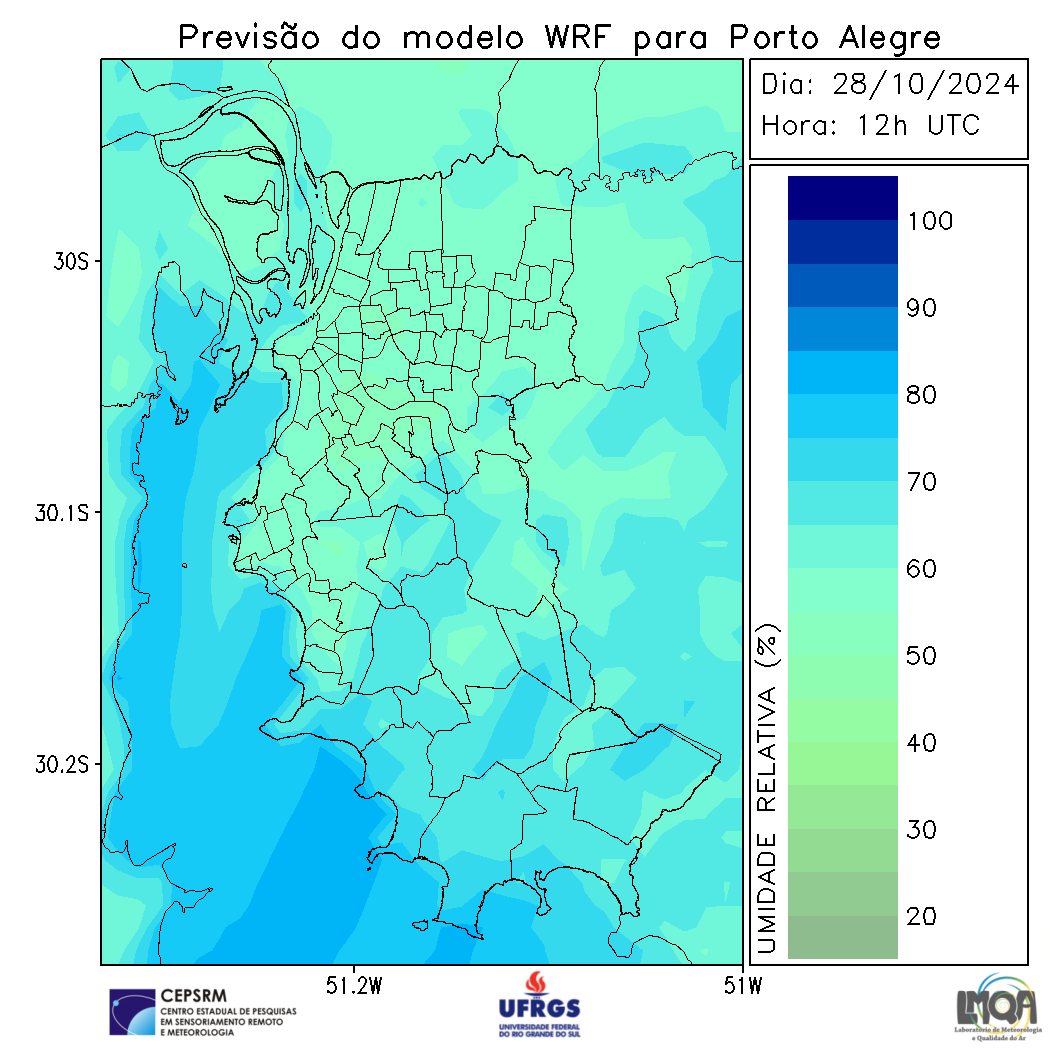 Previsão do modelo WRF para Porto Alegre
Dia: 28/10/2024
Hora: 12h UTC
100
90
80
70
60
50
40
30
20
UMIDADE RELATIVA (%)
30S
30.1S
30.2S
51.2W
51W
CEPSRM
CENTRO ESTADUAL DE PESQUISAS
EM SENSORIAMENTO REMOTO
E METEOROLOGIA
UFRGS
UNIVERSIDADE FEDERAL
DO RIO GRANDE DO SUL
LMQA
Laboratório de Meteorologia
e Qualidade do Ar